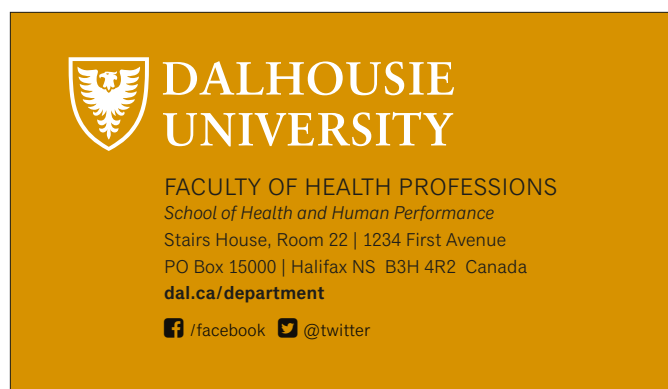 DALHOUSIE
UNIVERSITY
FACULTY OF HEALTH PROFESSIONS
School of Health and Human Performance
Stairs House, Room 22 | 1234 First Avenue
PO Box 15000 | Halifax NS  B3H 4R2  Canada
dal.ca/department
/facebook @twitter